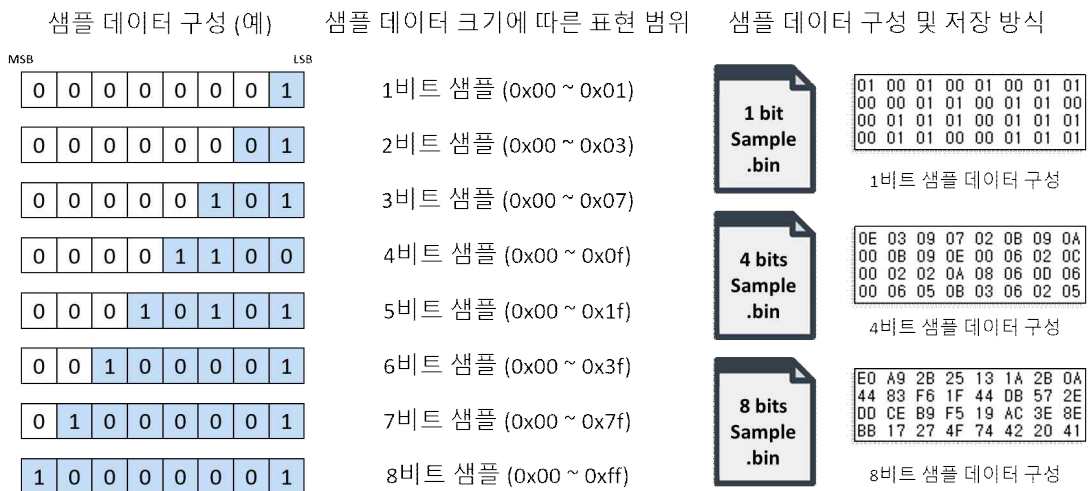 샘플 데이터 구성 (예)
샘플 데이터 크기에 따른 표현 범위
샘플 데이터 구성 및 저장 방식
MSB
LSB
0 0 0 0 0 0 0 1
1비트 샘플 (0x00 ~ 0x01)
0 0 0 0 0 0 0 1
2비트 샘플 (0x00 ~ 0x03)
0 0 0 0 0 1 0 1
3비트 샘플 (0x00 ~ 0x07)
0 0 0 0 1 1 0 0
4비트 샘플 (0x00 ~ 0x0f)
0 0 0 1 0 1 0 1
5비트 샘플 (0x00 ~ 0x1f)
0 0 1 0 0 0 0 1
6비트 샘플 (0x00 ~ 0x3f)
0 1 0 0 0 0 0 1
7비트 샘플 (0x00 ~ 0x7f)
1 0 0 0 0 0 0 1
8비트 샘플 (0x00 ~ 0xff)
1 bit
Sample
.bin
01 00 01 00 01 00 01 01
00 00 01 01 00 01 01 00
00 01 01 00 00 01 01 01
1비트 샘플 데이터 구성
4 bits
Sample
.bin
0E 03 09 07 02 0B 09 0A
00 0B 09 0E 00 06 02 0C
00 02 02 0A 08 06 0D 06
00 06 05 0B 03 06 02 05
4비트 샘플 데이터 구성
8 bits
Sample
.bin
E0 A9 2B 25 13 1A 2B 0A
44 83 F6 1F 44 DB 57 2E
DD CE B9 F5 19 AC 3E 8E
BB 17 27 4F 74 42 20 41
8비트 샘플 데이터 구성